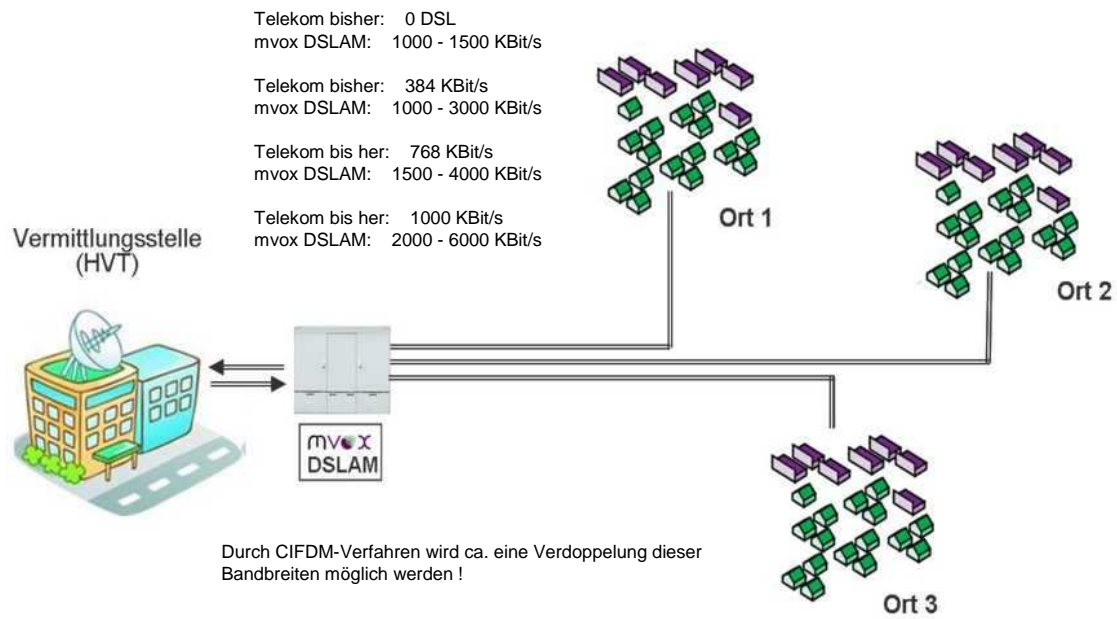 Telekom bisher: 0 DSL
mvox DSLAM: 1000 - 1500 KBit/s
Telekom bisher: 384 KBit/s
mvox DSLAM: 1000 - 3000 KBit/s
Telekom bis her: 768 KBit/s
mvox DSLAM: 1500 - 4000 KBit/s
Telekom bis her: 1000 KBit/s
mvox DSLAM: 2000 - 6000 KBit/s
Ort 1
Vermittlungsstelle
(HVT)
Ort 2
mvox
DSLAM
Durch CIFDM-Verfahren wird ca. eine Verdoppelung dieser
Bandbreiten möglich werden !
Ort 3